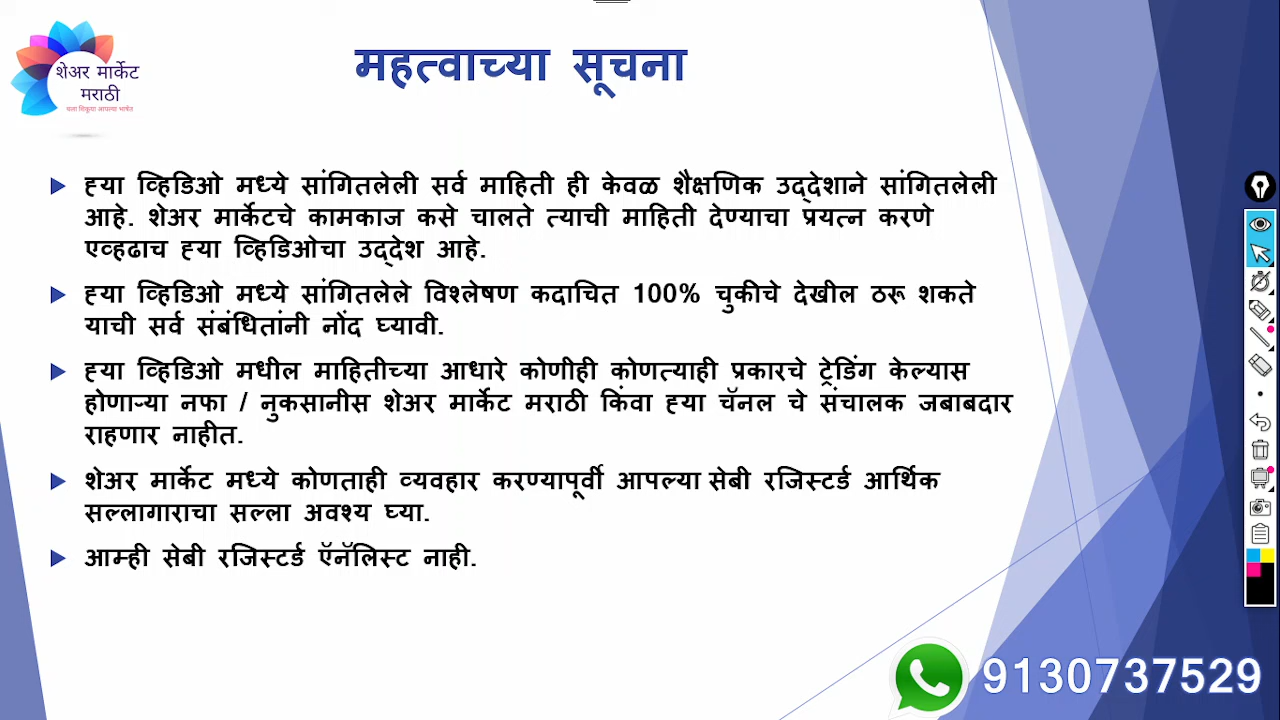 शेअर मार्केट
मराठी
चला शिकूया आपल्या भाषेत
महत्वाच्या सूचना
ह्या व्हिडिओ मध्ये सांगितलेली सर्व माहिती ही केवळ शैक्षणिक उद्देशाने सांगितलेली
आहे. शेअर मार्केटचे कामकाज कसे चालते त्याची माहिती देण्याचा प्रयत्न करणे
एव्हढाच ह्या व्हिडिओचा उद्देश आहे.
ह्या व्हिडिओ मध्ये सांगितलेले विश्लेषण कदाचित 100% चुकीचे देखील ठरू शकते
याची सर्व संबंधितांनी नोंद घ्यावी.
ह्या व्हिडिओ मधील माहितीच्या आधारे कोणीही कोणत्याही प्रकारचे ट्रेडिंग केल्यास
होणाऱ्या नफा / नुकसानीस शेअर मार्केट मराठी किंवा ह्या चॅनल चे संचालक जबाबदार
राहणार नाहीत.
शेअर मार्केट मध्ये कोणताही व्यवहार करण्यापूर्वी आपल्या सेबी रजिस्टर्ड आर्थिक
सल्लागाराचा सल्ला अवश्य घ्या.
आम्ही सेबी रजिस्टर्ड ऍनॅलिस्ट नाही.
9130737529